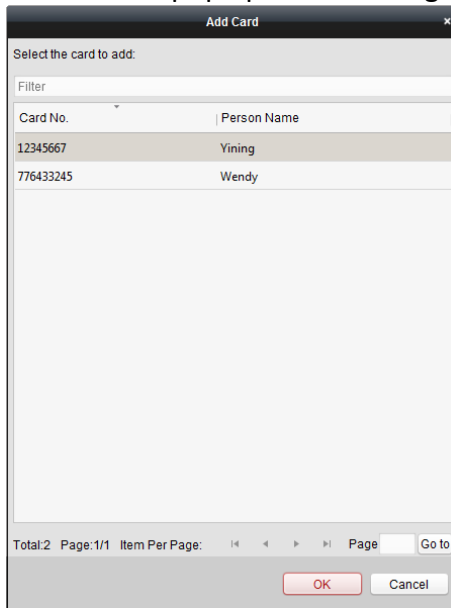 Add Card ×
Select the card to add:
Filter
Card No. Person Name
12345667 Yining
776433245 Wendy
Total:2 Page:1/1 Item Per Page: Page Go to
OK Cancel